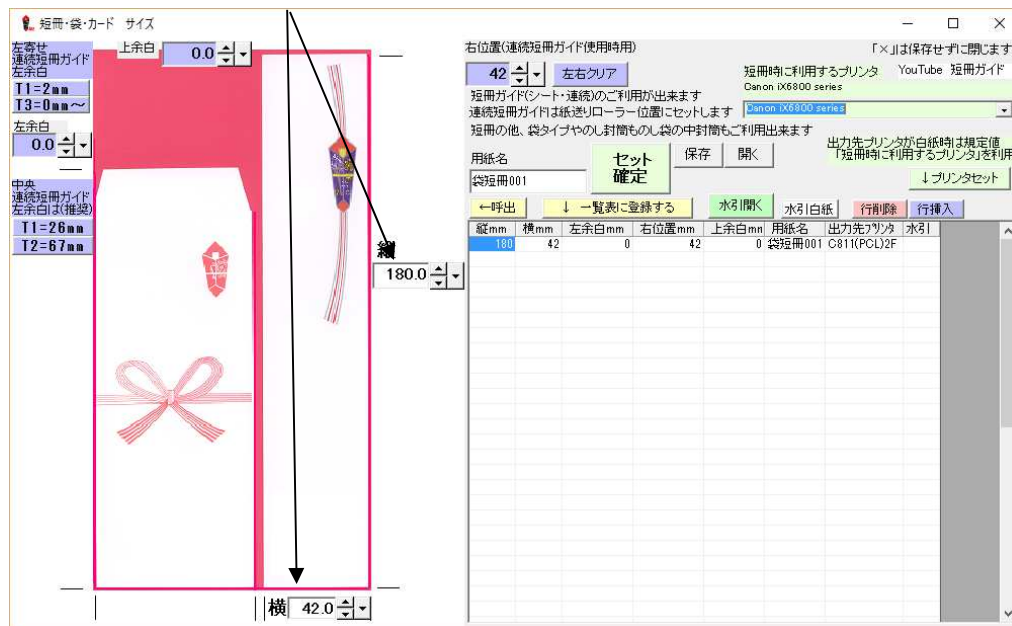 短冊・袋・カード サイズ
左寄せ
連続短冊ガイド
左余白
T1=2mm
T3=0mm～
上余白 0.0
左余白
0.0
中央
連続短冊ガイド
左余白は(推奨)
T1=26mm
T2=67mm
180.0
横 42.0
右位置(連続短冊ガイド使用時用)
「×」は保存せずに閉じます
42 左右クリア
短冊時に利用するプリンタ YouTube 短冊ガイド
Canon iX6800 series
短冊ガイド(シート・連続)のご利用が出来ます
連続短冊ガイドは紙送りローラー位置にセットします
Canon iX6800 series
短冊の他、袋タイプやのし封筒ものし袋の中封筒もご利用出来ます
出力先プリンタが白紙時は規定値
「短冊時に利用するプリンタ」を利用
用紙名
袋短冊001
セット
確定
保存 開く
↓プリンタセット
←呼出 ↓ 一覧表に登録する 水引開く 水引白紙 行削除 行挿入
縦mm 横mm 左余白mm 右位置mm 上余白mm 用紙名 出力先プリンタ 水引
180 42 0 42 0 袋短冊001 C811(PCL)2F